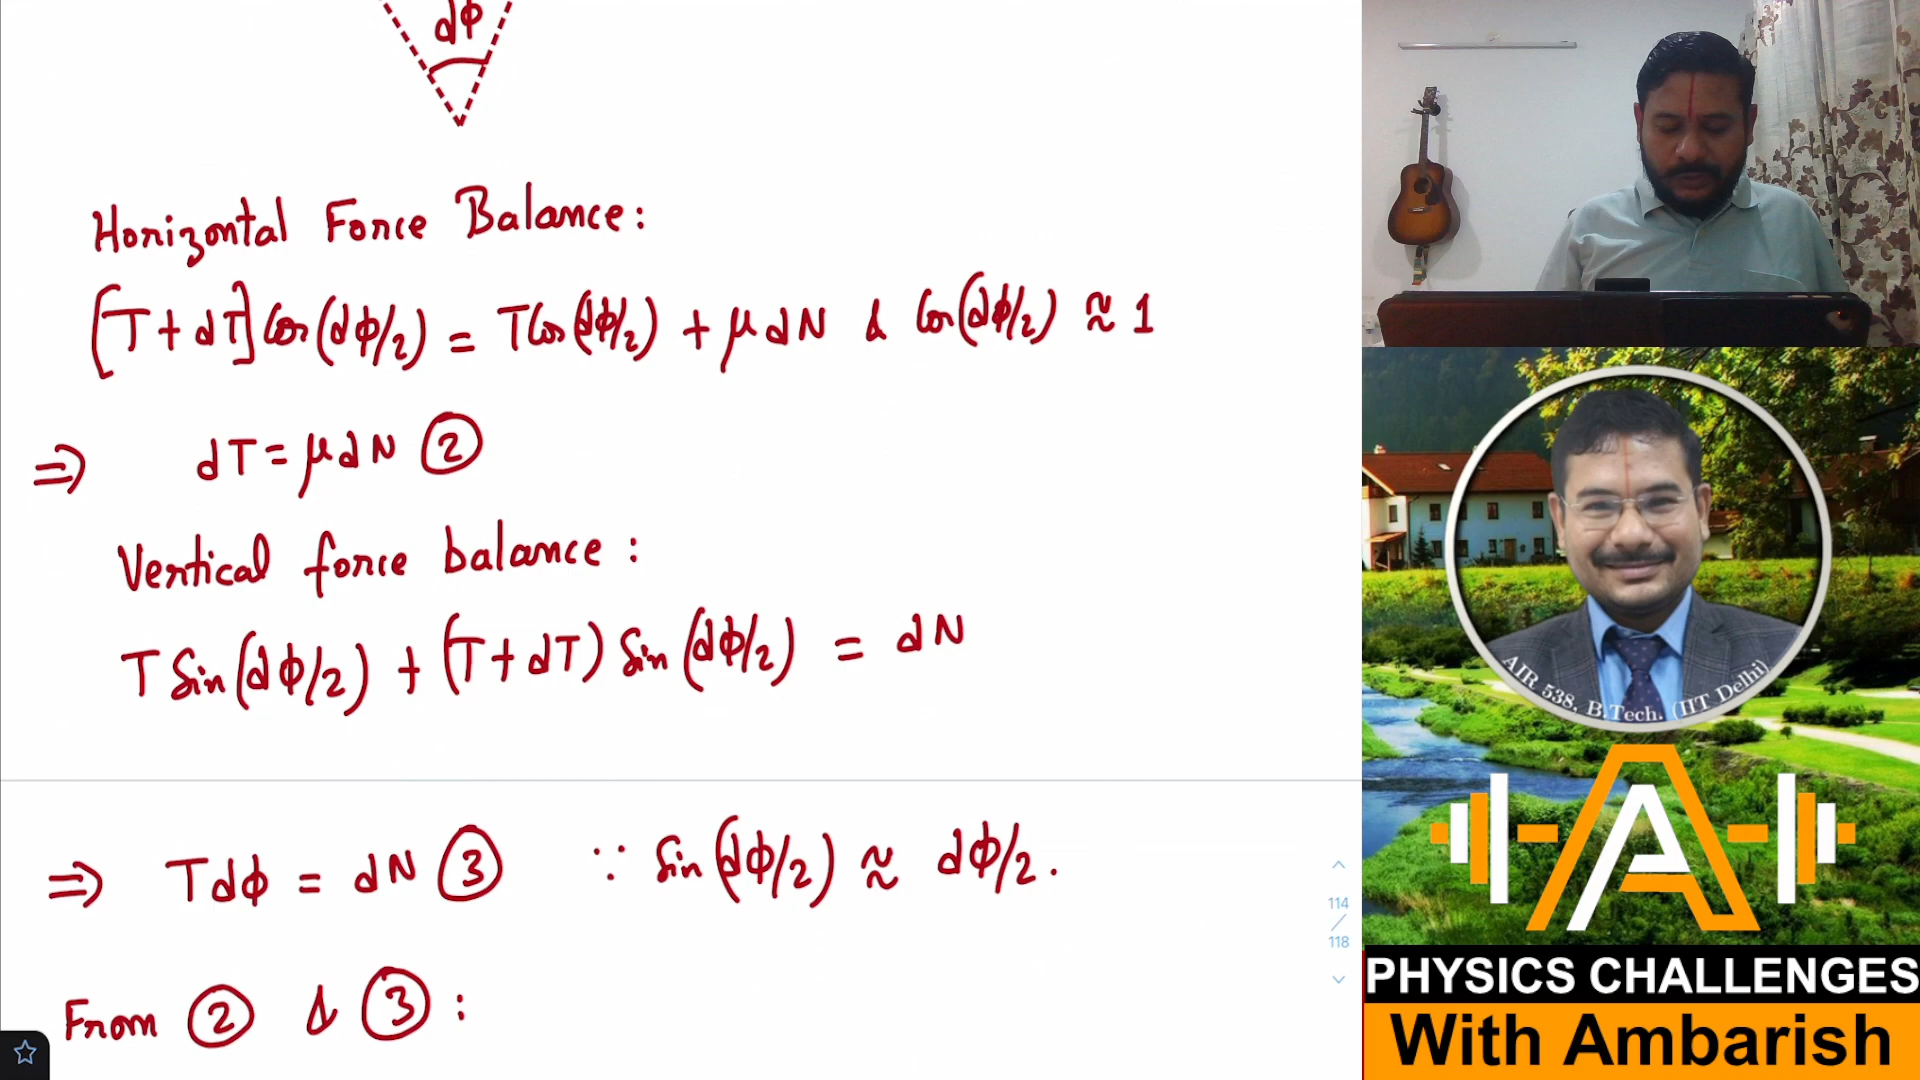 dϕ
Horizontal Force Balance:
[T + dT] Cos(dϕ/2) = T Cos(dϕ/2) + μ dN & Cos(dϕ/2) ≈ 1
⇒ dT = μ dN ②
Vertical force balance :
T Sin(dϕ/2) + (T + dT) Sin(dϕ/2) = dN
⇒ T dϕ = dN ③ ∵ Sin(dϕ/2) ≈ dϕ/2.
From ② & ③ :
114
/
118
AIR 538, B.Tech. (IIT Delhi)
A
PHYSICS CHALLENGES
With Ambarish